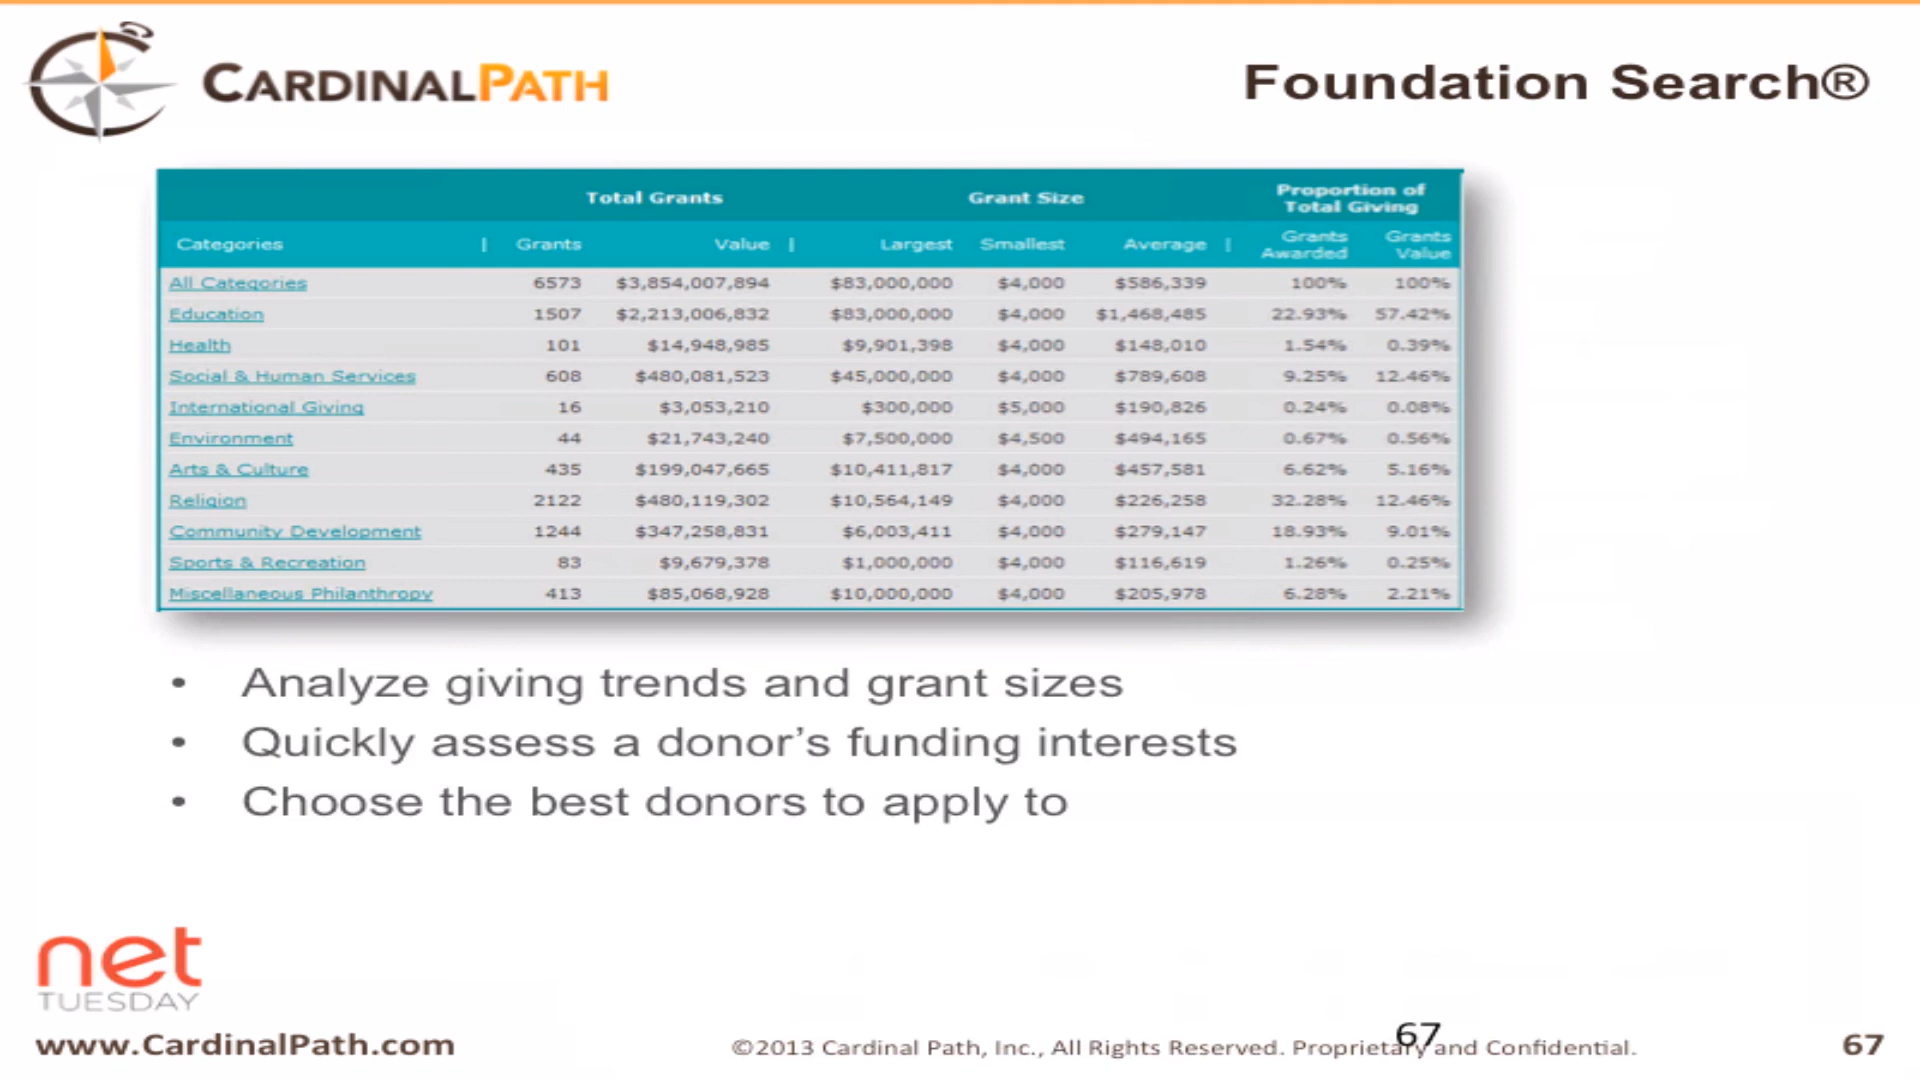 CARDINALPATH
Foundation Search®
Total Grants Grant Size Proportion of Total Giving
Categories | Grants Value | Largest Smallest Average | Grants Awarded Grants Value
All Categories 6573 $3,854,007,894 $83,000,000 $4,000 $586,339 100% 100%
Education 1507 $2,213,006,832 $83,000,000 $4,000 $1,468,485 22.93% 57.42%
Health 101 $14,948,985 $9,901,398 $4,000 $148,010 1.54% 0.39%
Social & Human Services 608 $480,081,523 $45,000,000 $4,000 $789,608 9.25% 12.46%
International Giving 16 $3,053,210 $300,000 $5,000 $190,826 0.24% 0.08%
Environment 44 $21,743,240 $7,500,000 $4,500 $494,165 0.67% 0.56%
Arts & Culture 435 $199,047,665 $10,411,817 $4,000 $457,581 6.62% 5.16%
Religion 2122 $480,119,302 $10,564,149 $4,000 $226,258 32.28% 12.46%
Community Development 1244 $347,258,831 $6,003,411 $4,000 $279,147 18.93% 9.01%
Sports & Recreation 83 $9,679,378 $1,000,000 $4,000 $116,619 1.26% 0.25%
Miscellaneous Philanthropy 413 $85,068,928 $10,000,000 $4,000 $205,978 6.28% 2.21%
• Analyze giving trends and grant sizes
• Quickly assess a donor’s funding interests
• Choose the best donors to apply to
net
TUESDAY
www.CardinalPath.com
©2013 Cardinal Path, Inc., All Rights Reserved. Proprietary and Confidential.
67
67